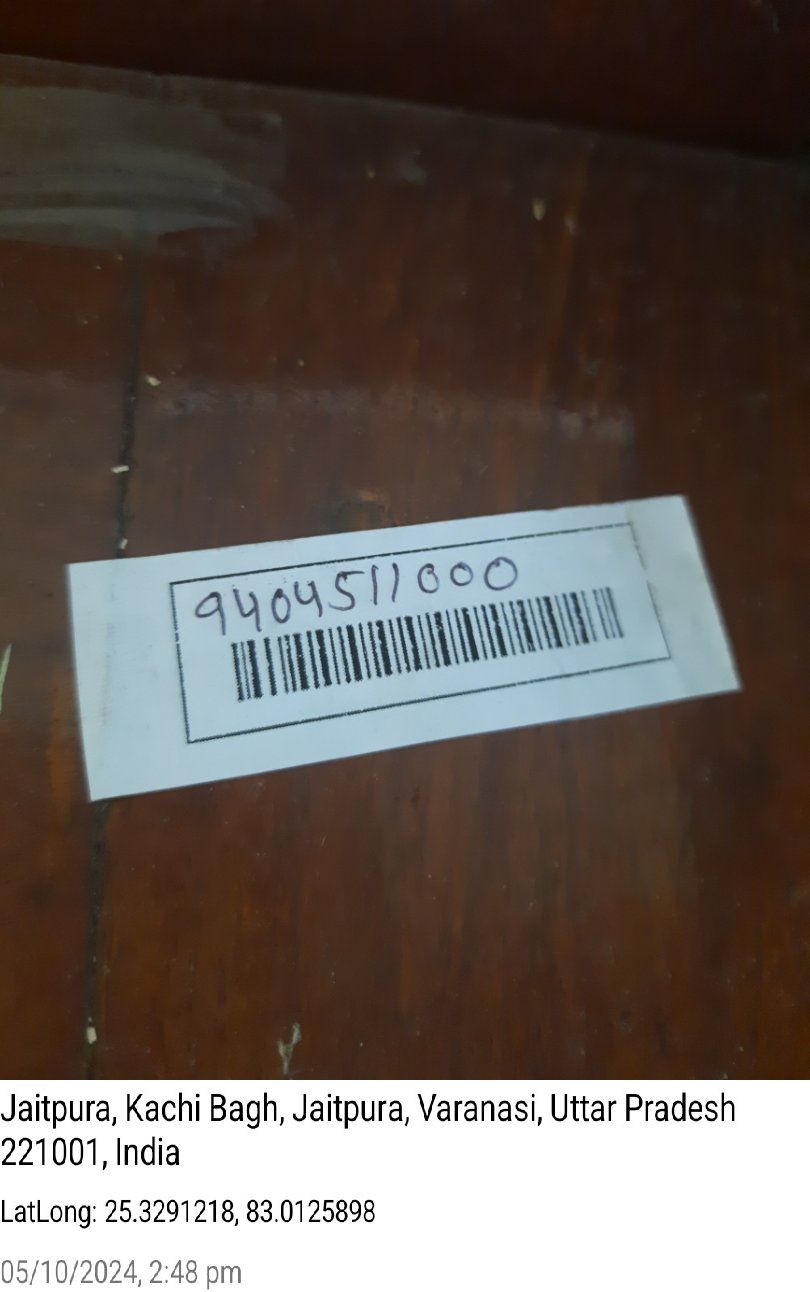 9404511000
Jaitpura, Kachi Bagh, Jaitpura, Varanasi, Uttar Pradesh
221001, India
LatLong: 25.3291218, 83.0125898
05/10/2024, 2:48 pm